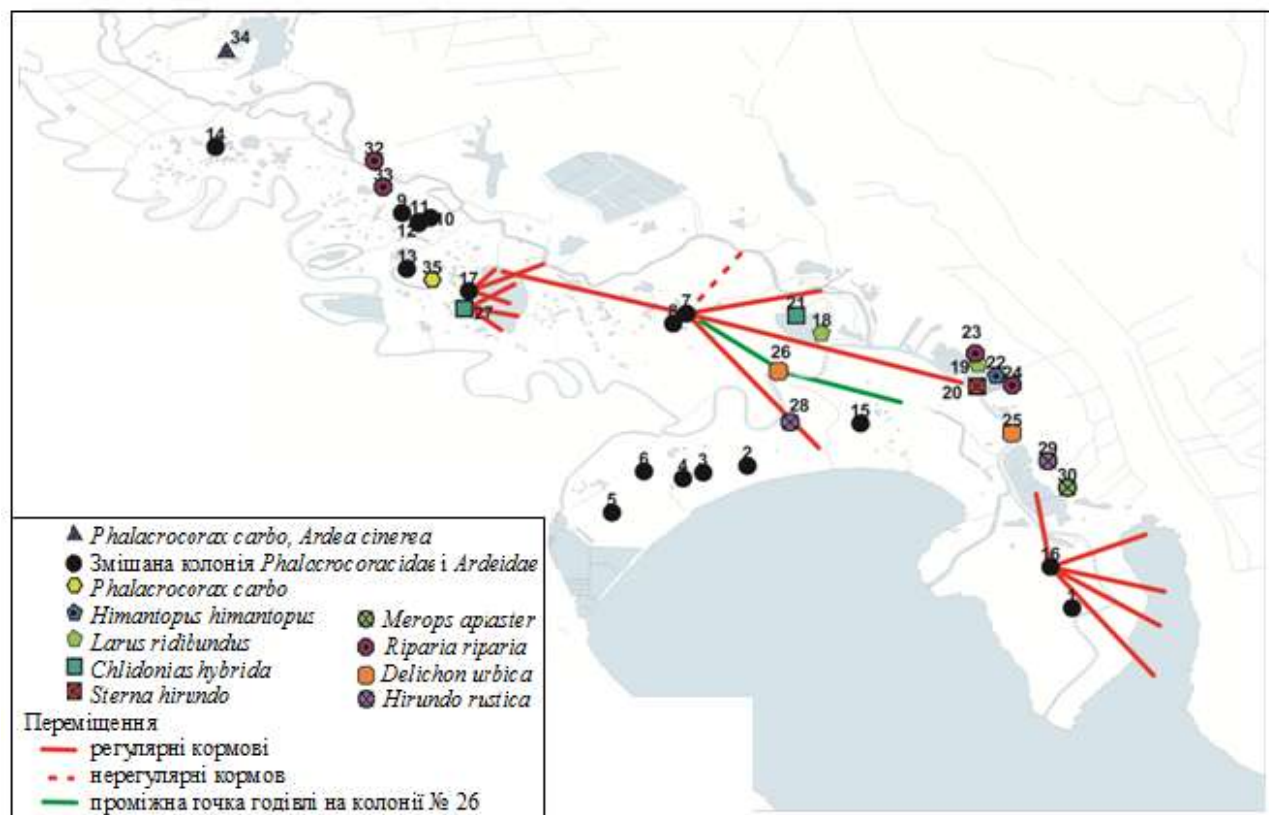 34
14
32
33
9
11
10
12
13
35
17
27
7
6
21
18
26
28
15
23
19
22
24
20
25
29
30
6
4
3
2
5
16
1
Phalacrocorax carbo, Ardea cinerea
Змішана колонія Phalacrocoracidae і Ardeidae
Phalacrocorax carbo
Himantopus himantopus
Larus ridibundus
Chlidonias hybrida
Sterna hirundo
Merops apiaster
Riparia riparia
Delichon urbica
Hirundo rustica
Переміщення
регулярні кормові
нерегулярні кормов
проміжна точка годівлі на колонії № 26